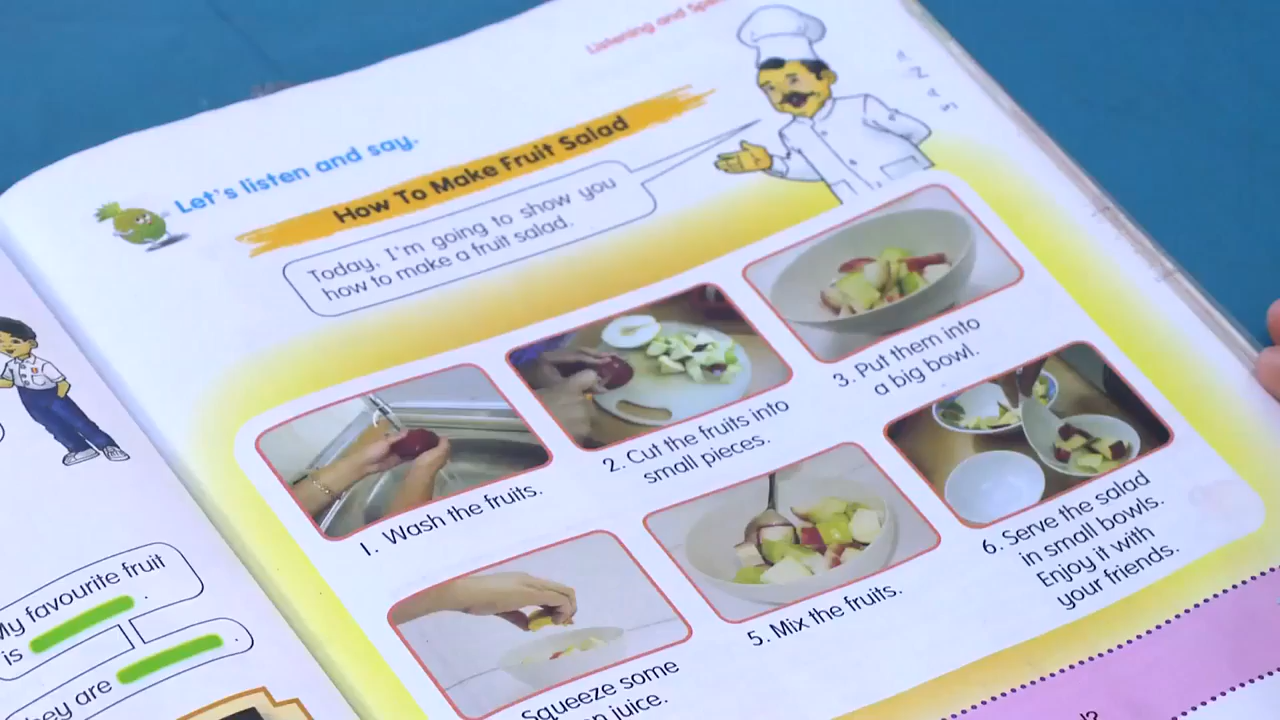 Listening and
Let's listen and say.
How To Make Fruit Salad
Today, I'm going to show you
how to make a fruit salad.
1. Wash the fruits.
2. Cut the fruits into
small pieces.
3. Put them into
a big bowl.
Squeeze some
juice.
5. Mix the fruits.
6. Serve the salad
in small bowls.
Enjoy it with
your friends.
My favourite fruit
is
.
are
.